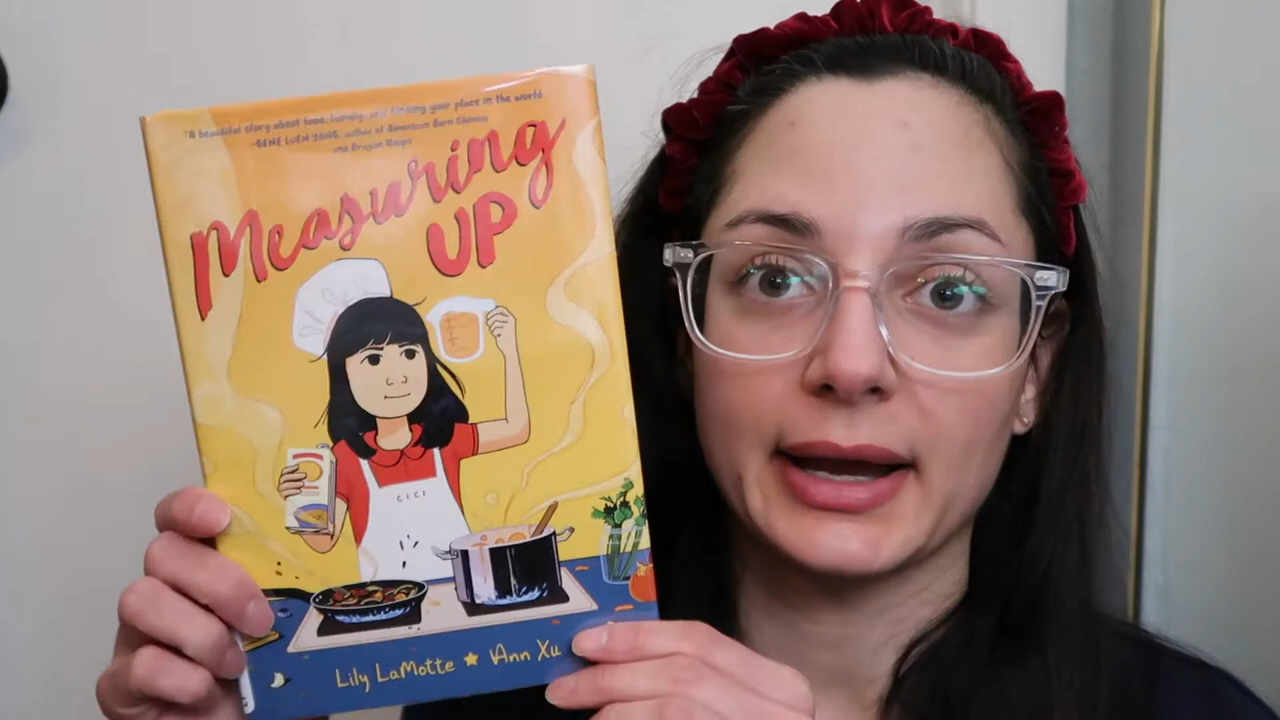 "A beautiful story about food, family, and finding your place in the world."
—GENE LUEN YANG, author of American Born Chinese
and Dragon Hoops
Measuring
UP
CICI
Lily LaMotte ★ Ann Xu